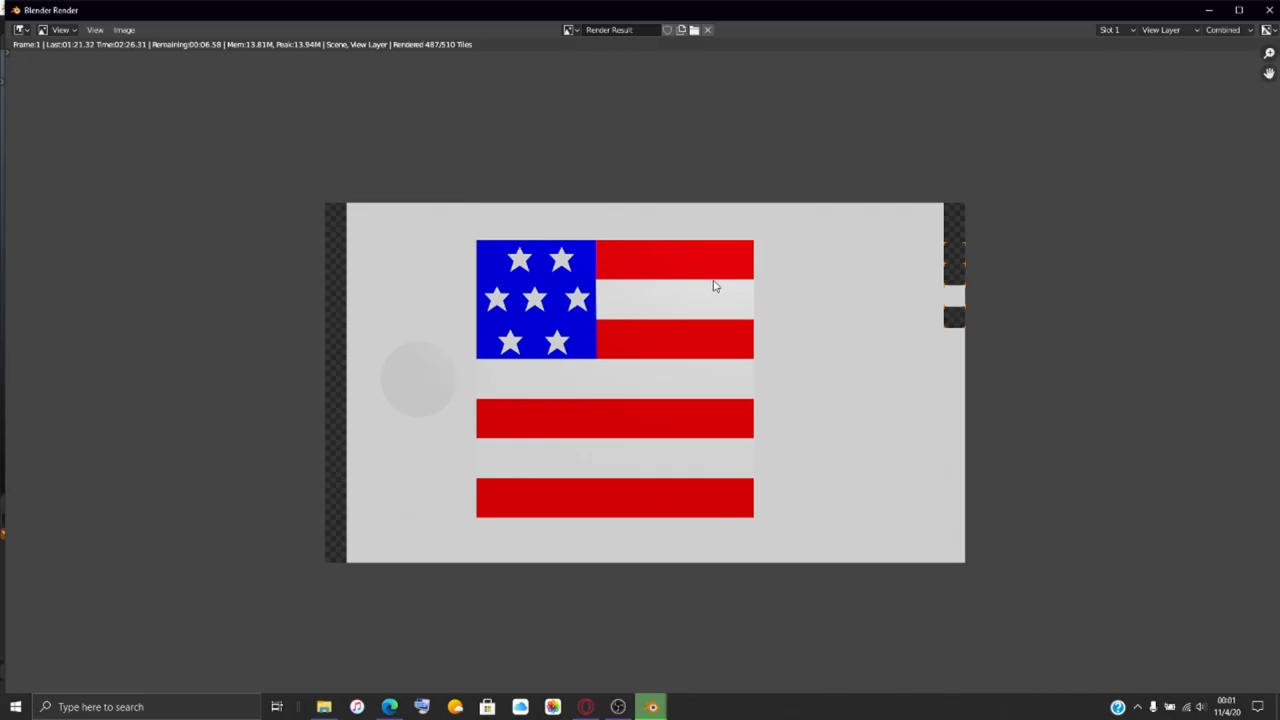 Blender Render
View View Image Render Result Slot 1 View Layer Combined
Frame:1 | Last:01:21.32 Time:02:26.31 | Remaining:00:06.58 | Mem:13.81M, Peak:13.94M | Scene, View Layer | Rendered 487/510 Tiles
00:01
Type here to search
11/4/20